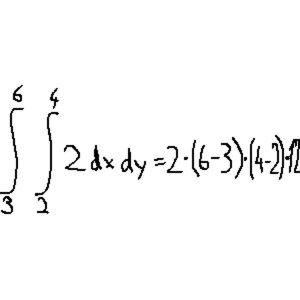 ∫₃⁶ ∫₂⁴ 2 dx dy = 2·(6-3)·(4-2)·12